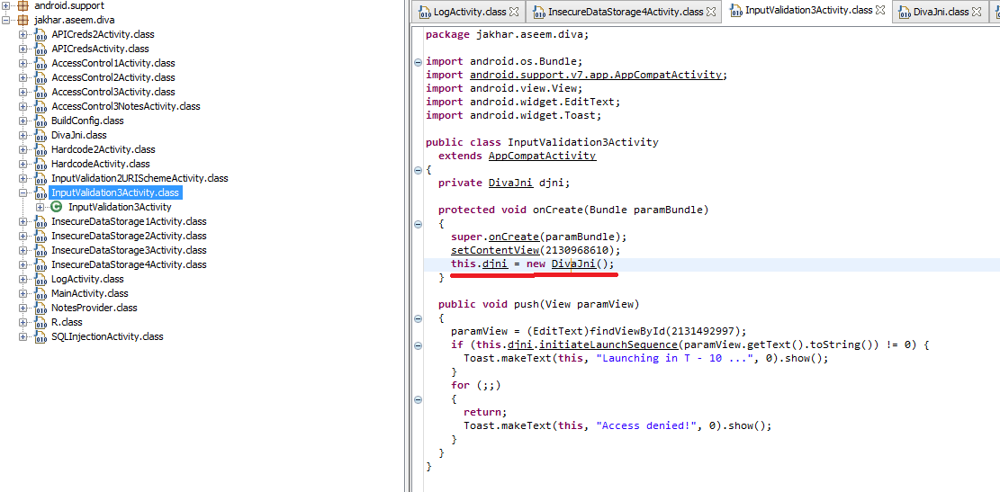 android.support
jakhar.aseem.diva
APICreds2Activity.class
APICredsActivity.class
AccessControl1Activity.class
AccessControl2Activity.class
AccessControl3Activity.class
AccessControl3NotesActivity.class
BuildConfig.class
DivaJni.class
Hardcode2Activity.class
HardcodeActivity.class
InputValidation2URISchemeActivity.class
InputValidation3Activity.class
InputValidation3Activity
InsecureDataStorage1Activity.class
InsecureDataStorage2Activity.class
InsecureDataStorage3Activity.class
InsecureDataStorage4Activity.class
LogActivity.class
MainActivity.class
NotesProvider.class
R.class
SQLInjectionActivity.class
LogActivity.class InsecureDataStorage4Activity.class InputValidation3Activity.class DivaJni.class
package jakhar.aseem.diva;
import android.os.Bundle;
import android.support.v7.app.AppCompatActivity;
import android.view.View;
import android.widget.EditText;
import android.widget.Toast;
public class InputValidation3Activity
extends AppCompatActivity
{
private DivaJni djni;
protected void onCreate(Bundle paramBundle)
{
super.onCreate(paramBundle);
setContentView(2130968610);
this.djni = new DivaJni();
}
public void push(View paramView)
{
paramView = (EditText)findViewById(2131492997);
if (this.djni.initiateLaunchSequence(paramView.getText().toString()) != 0) {
Toast.makeText(this, "Launching in T - 10 ...", 0).show();
}
for (;;)
{
return;
Toast.makeText(this, "Access denied!", 0).show();
}
}
}